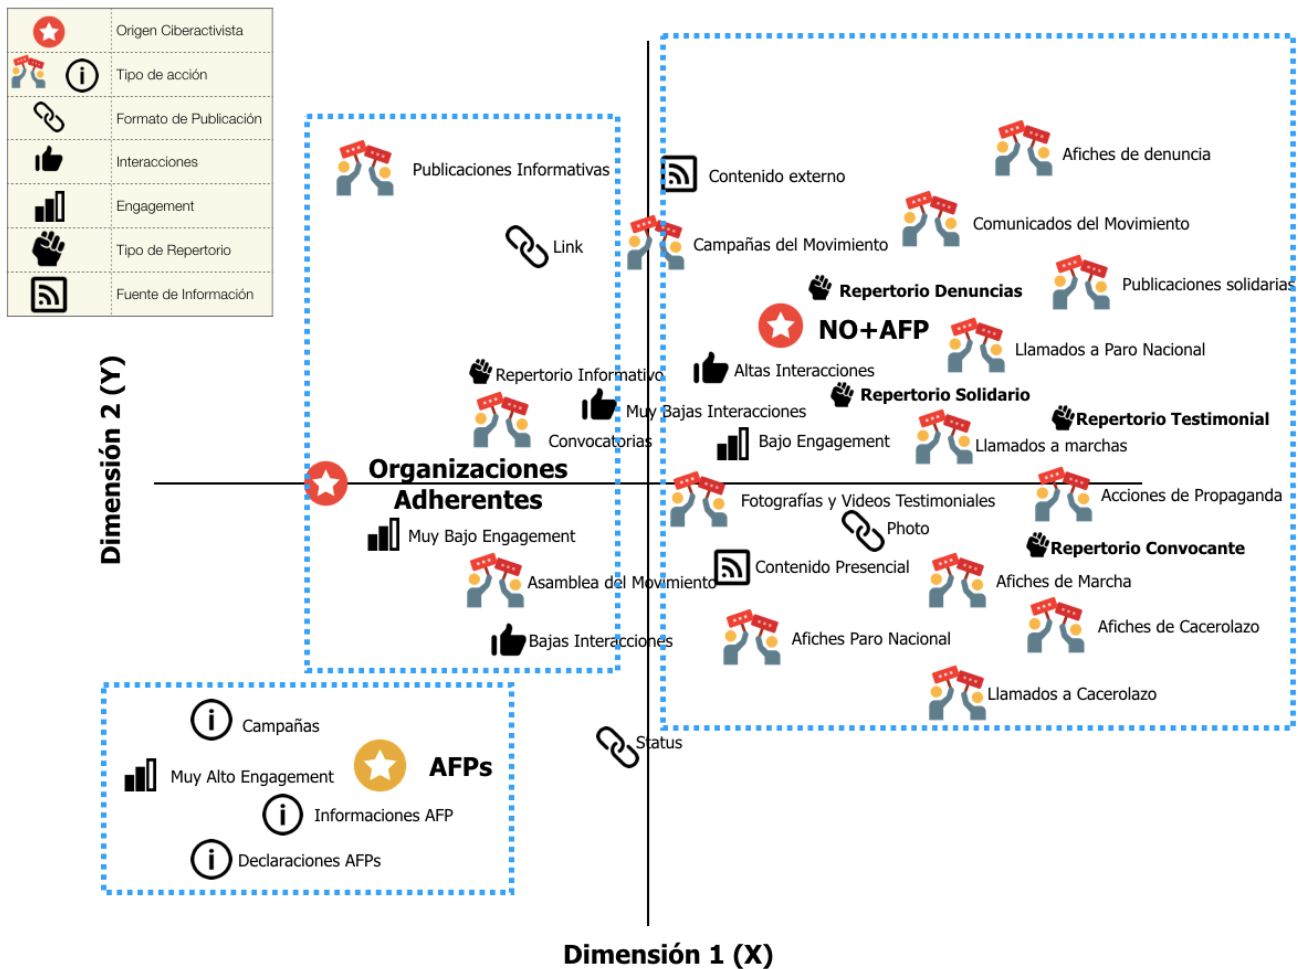 Origen Ciberactivista
Tipo de acción
Formato de Publicación
Interacciones
Engagement
Tipo de Repertorio
Fuente de Información
Dimensión 2 (Y)
Publicaciones Informativas
Link
Repertorio Informativo
Muy Bajas Interacciones
Convocatorias
Organizaciones
Adherentes
Muy Bajo Engagement
Asamblea del Movimiento
Bajas Interacciones
Afiches de denuncia
Contenido externo
Comunicados del Movimiento
Campañas del Movimiento
Publicaciones solidarias
Repertorio Denuncias
NO+AFP
Llamados a Paro Nacional
Altas Interacciones
Repertorio Solidario
Repertorio Testimonial
Bajo Engagement
Llamados a marchas
Fotografías y Videos Testimoniales
Acciones de Propaganda
Photo
Repertorio Convocante
Contenido Presencial
Afiches de Marcha
Afiches Paro Nacional
Afiches de Cacerolazo
Llamados a Cacerolazo
Campañas
Status
Muy Alto Engagement
AFPs
Informaciones AFP
Declaraciones AFPs
Dimensión 1 (X)